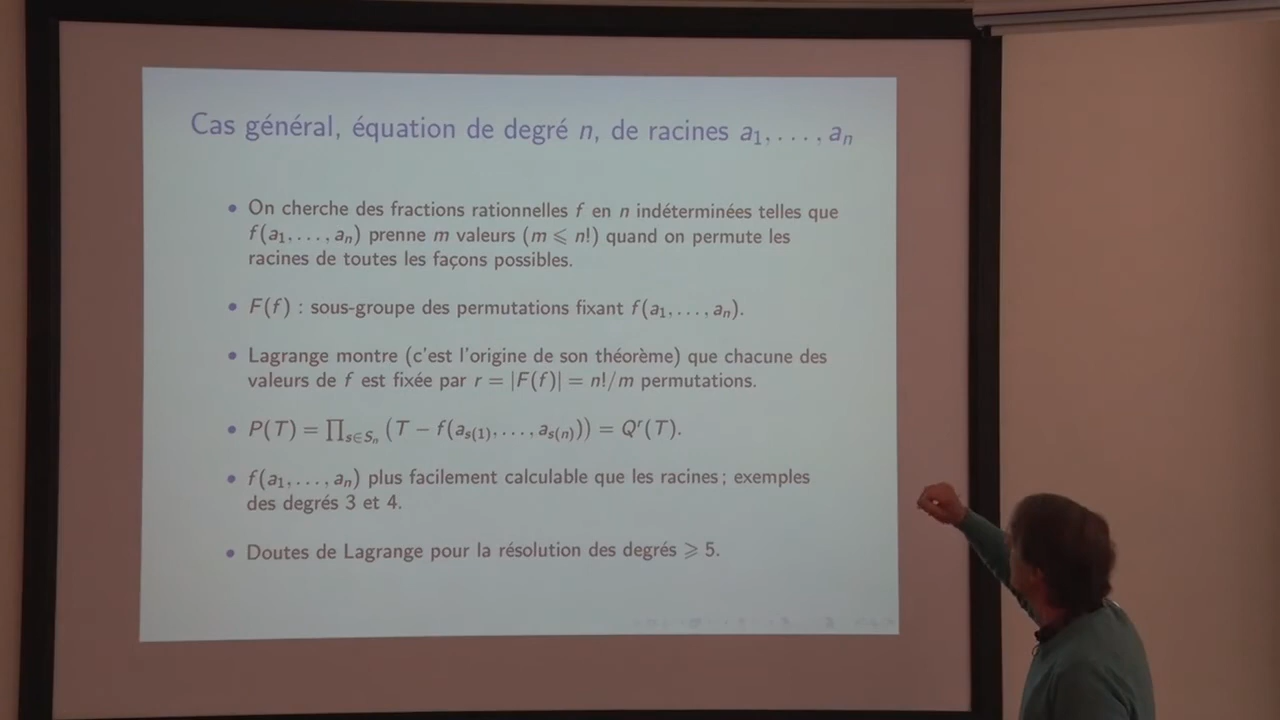 Cas général, équation de degré n, de racines a₁, . . . , aₙ
• On cherche des fractions rationnelles f en n indéterminées telles que
f(a₁, . . . , aₙ) prenne m valeurs (m ⩽ n!) quand on permute les
racines de toutes les façons possibles.
• F(f) : sous-groupe des permutations fixant f(a₁, . . . , aₙ).
• Lagrange montre (c'est l'origine de son théorème) que chacune des
valeurs de f est fixée par r = |F(f)| = n!/m permutations.
• P(T) = ∏_{s∈Sₙ} (T − f(a_{s(1)}, . . . , a_{s(n)})) = Qʳ(T).
• f(a₁, . . . , aₙ) plus facilement calculable que les racines ; exemples
des degrés 3 et 4.
• Doutes de Lagrange pour la résolution des degrés ⩾ 5.